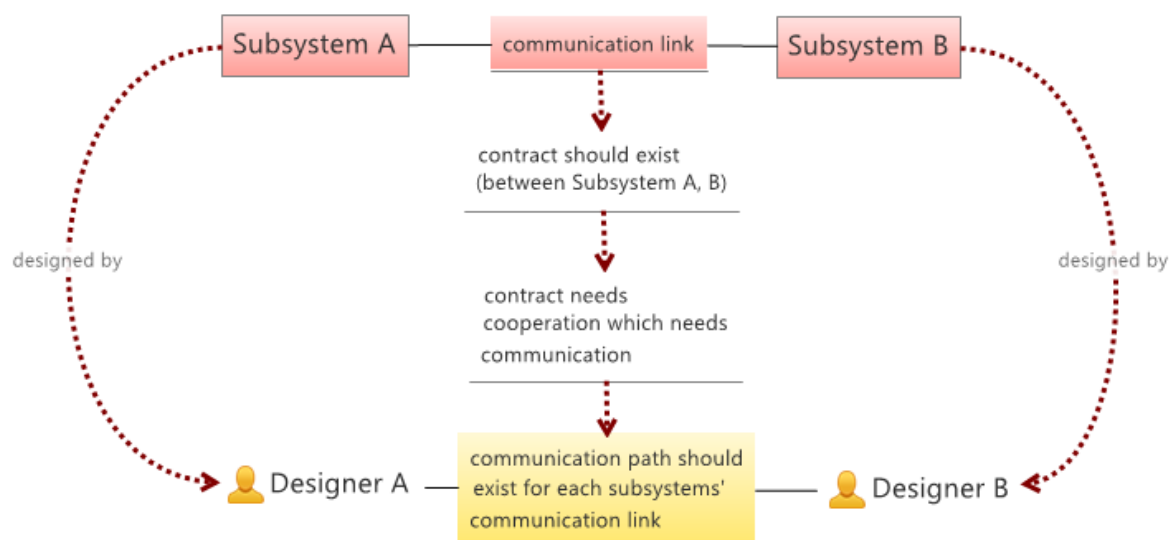 Subsystem A
communication link
Subsystem B
contract should exist
(between Subsystem A, B)
designed by
designed by
contract needs
cooperation which needs
communication
Designer A
communication path should
exist for each subsystems'
communication link
Designer B